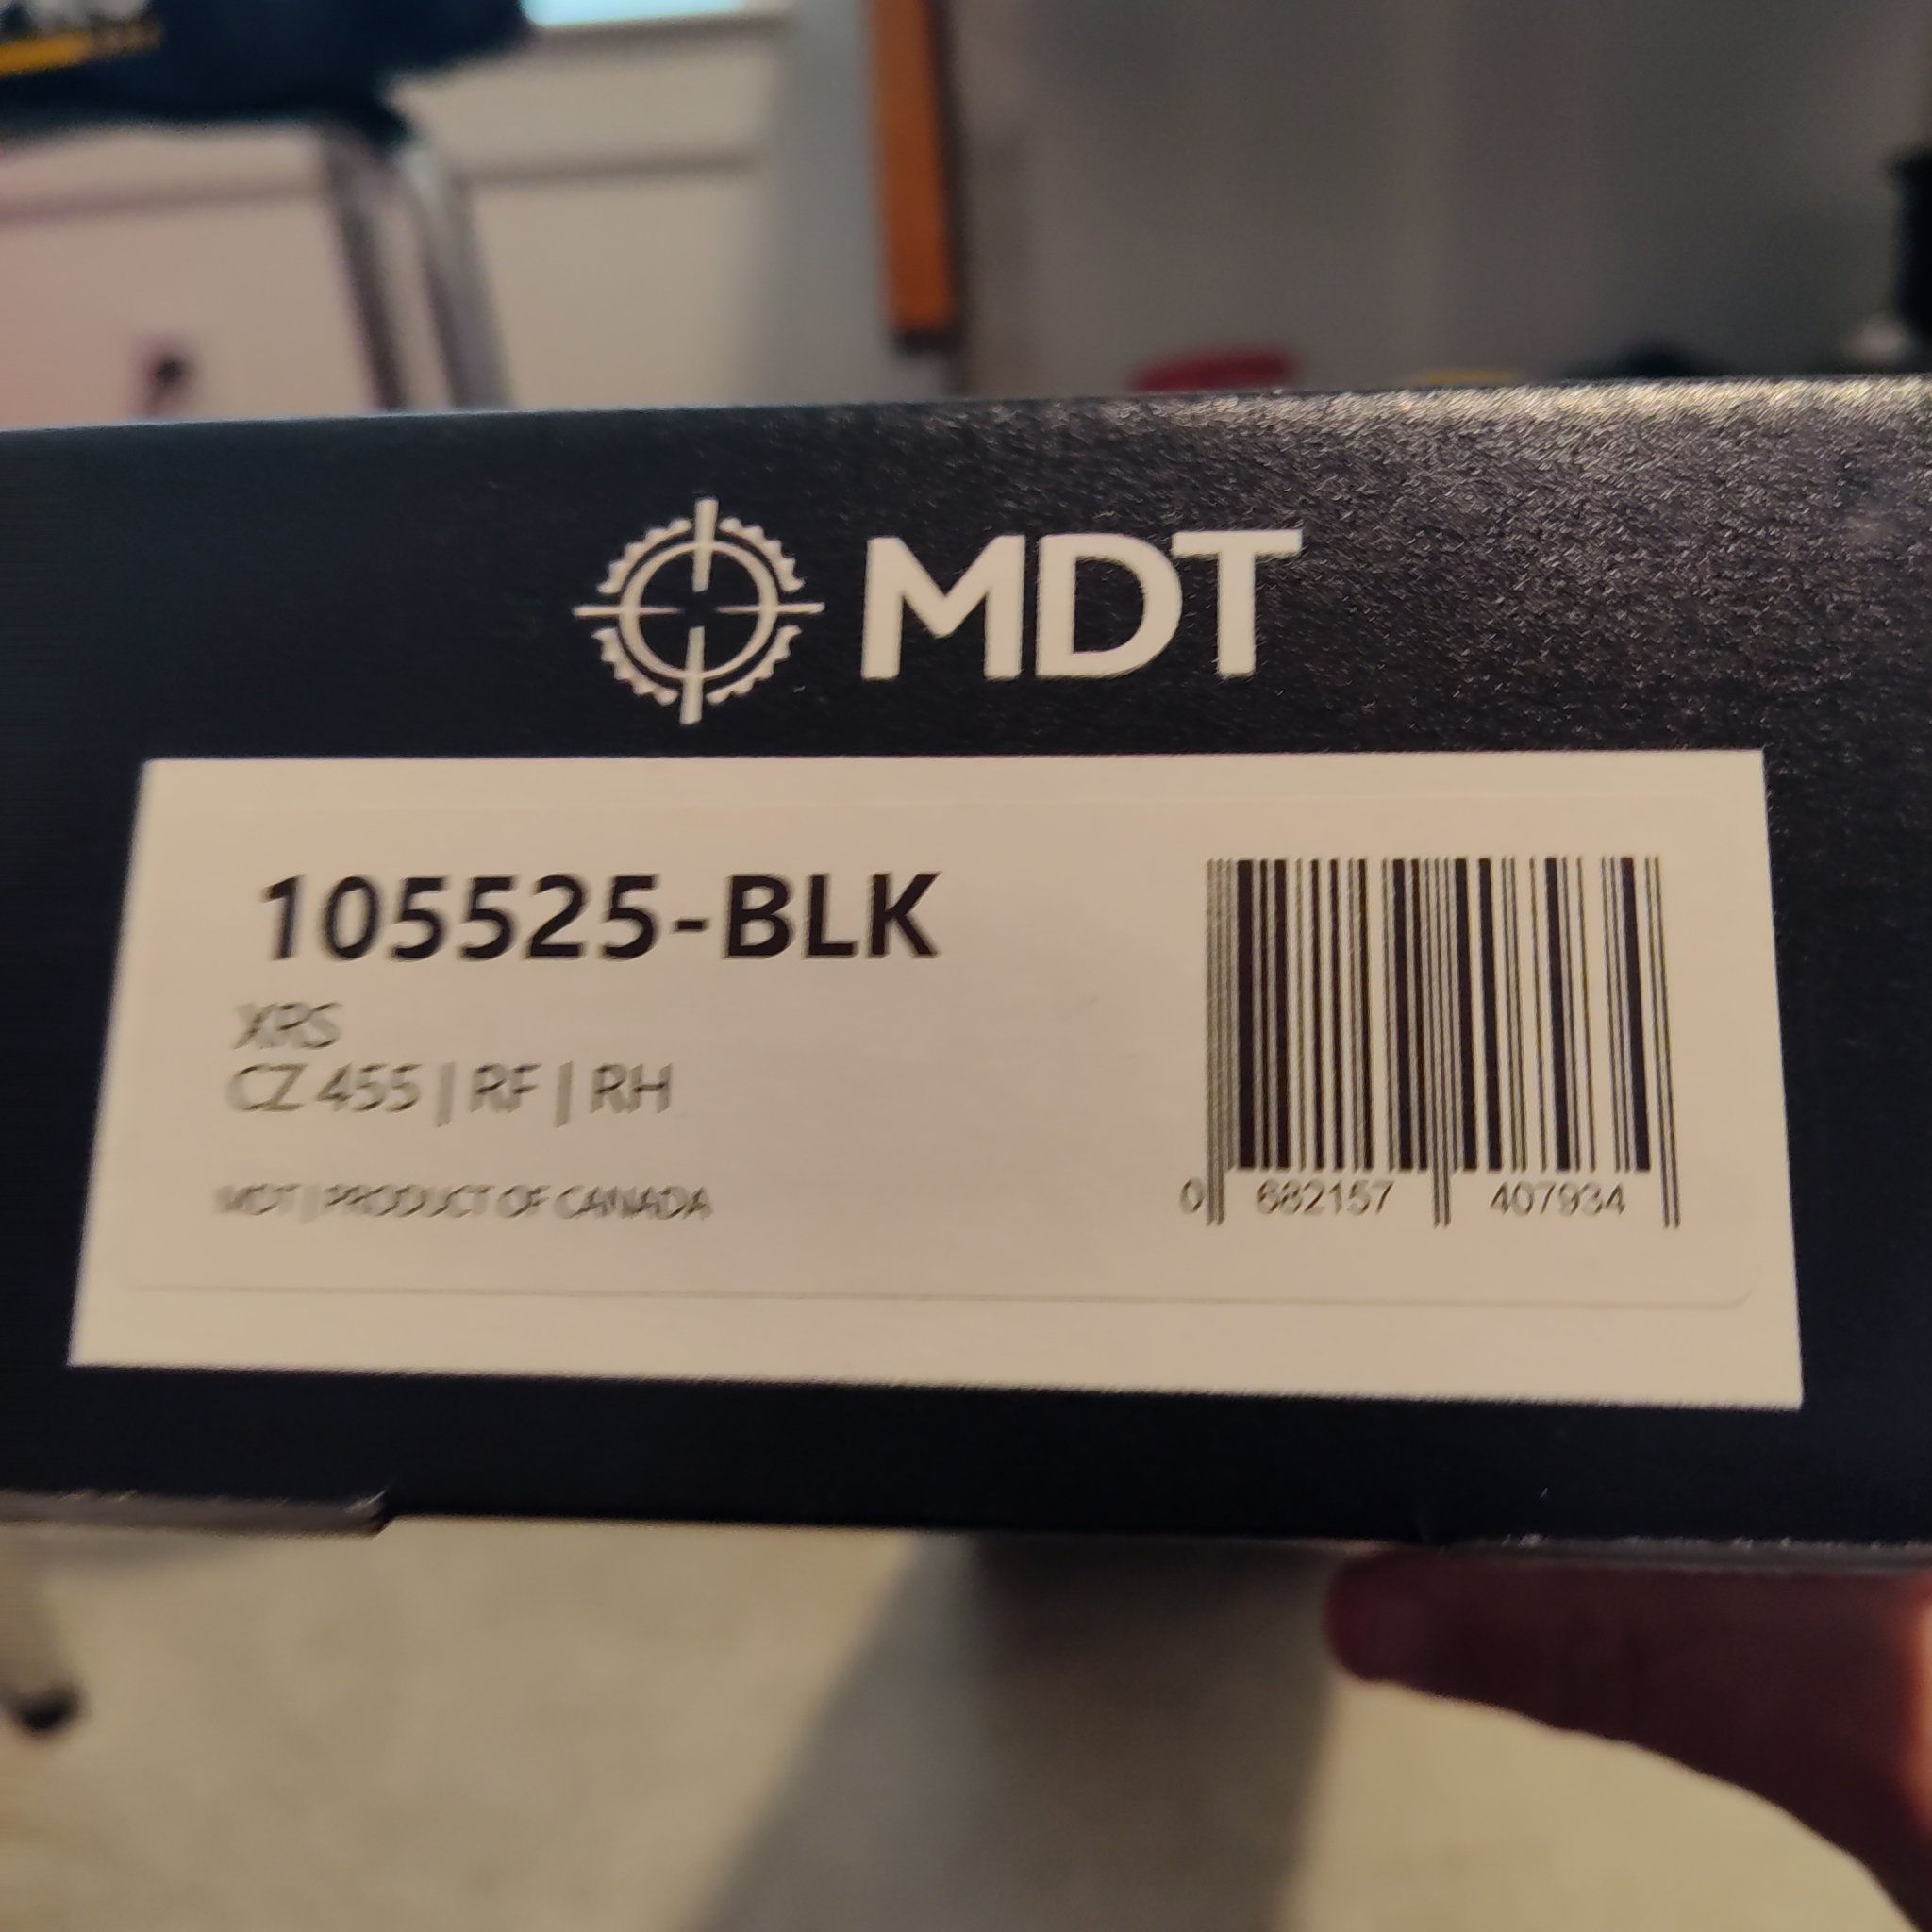 MDT
105525-BLK
XRS
CZ 455 | RF | RH
MDT | PRODUCT OF CANADA
0 682157 407934